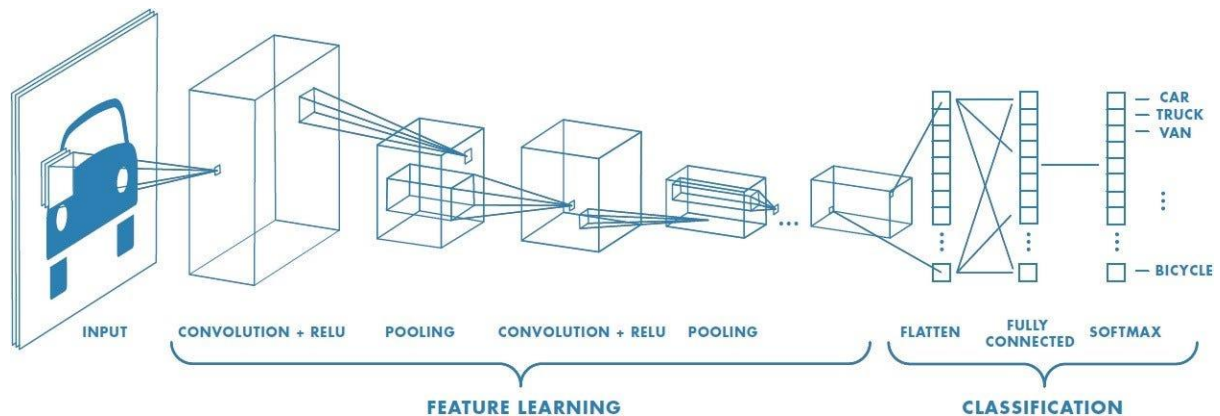 CAR
TRUCK
VAN
BICYCLE
INPUT
CONVOLUTION + RELU
POOLING
CONVOLUTION + RELU
POOLING
FLATTEN
FULLY
CONNECTED
SOFTMAX
FEATURE LEARNING
CLASSIFICATION